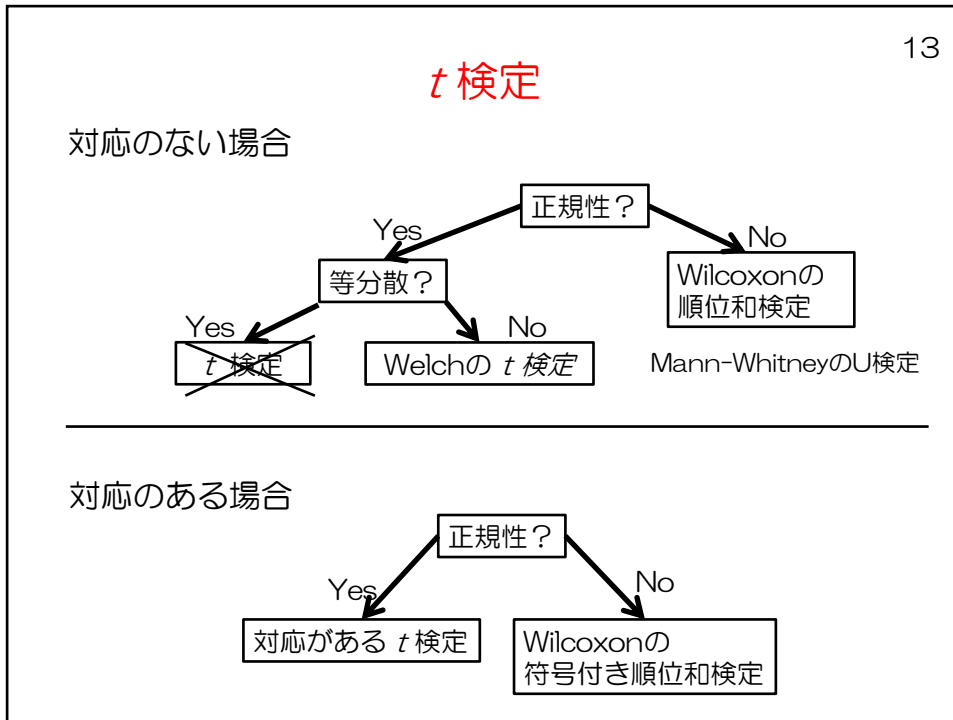 13
t 検定
対応のない場合
正規性？
Yes
No
等分散？
Wilcoxonの
順位和検定
Yes
No
t 検定
Welchの t 検定
Mann-WhitneyのU検定
対応のある場合
正規性？
Yes
No
対応がある t 検定
Wilcoxonの
符号付き順位和検定